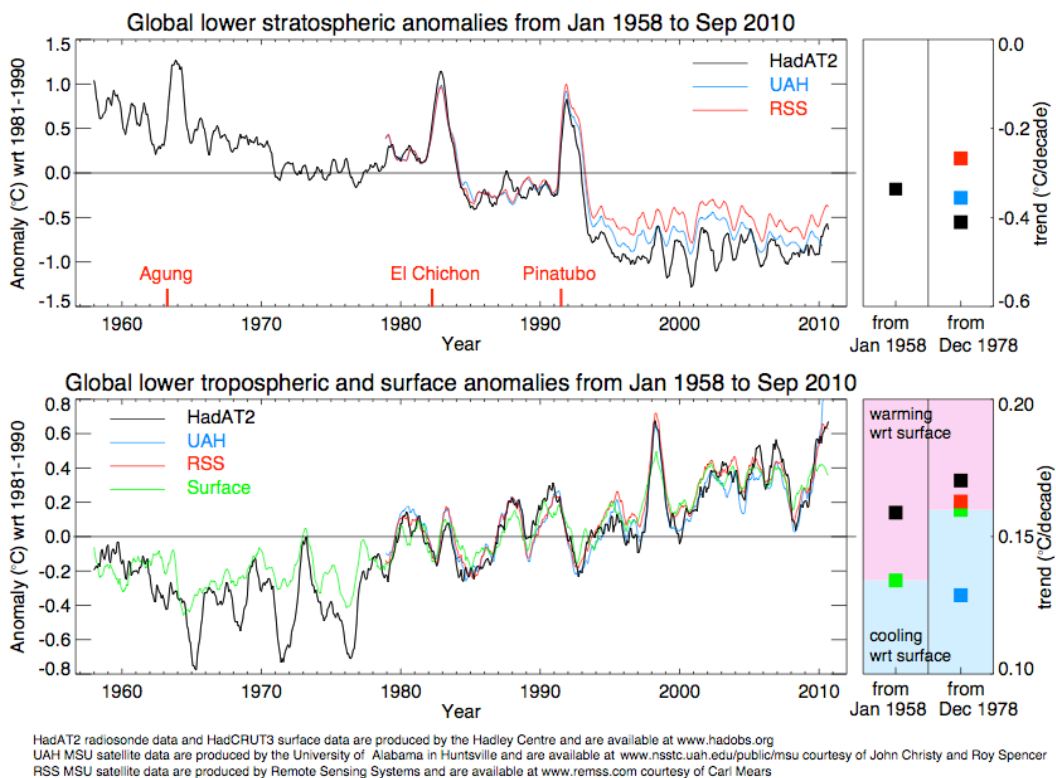 Global lower stratospheric anomalies from Jan 1958 to Sep 2010
1.5
1.0
0.5
0.0
-0.5
-1.0
-1.5
Anomaly (°C) wrt 1981-1990
HadAT2
UAH
RSS
Agung
El Chichon
Pinatubo
1960
1970
1980
1990
2000
2010
Year
0.0
-0.2
-0.4
-0.6
trend (°C/decade)
from
Jan 1958
from
Dec 1978
Global lower tropospheric and surface anomalies from Jan 1958 to Sep 2010
0.8
0.6
0.4
0.2
0.0
-0.2
-0.4
-0.6
-0.8
Anomaly (°C) wrt 1981-1990
HadAT2
UAH
RSS
Surface
1960
1970
1980
1990
2000
2010
Year
warming
wrt surface
cooling
wrt surface
0.20
0.15
0.10
trend (°C/decade)
from
Jan 1958
from
Dec 1978
HadAT2 radiosonde data and HadCRUT3 surface data are produced by the Hadley Centre and are available at www.hadobs.org
UAH MSU satellite data are produced by the University of Alabama in Huntsville and are available at www.nsstc.uah.edu/public/msu courtesy of John Christy and Roy Spencer
RSS MSU satellite data are produced by Remote Sensing Systems and are available at www.remss.com courtesy of Carl Mears